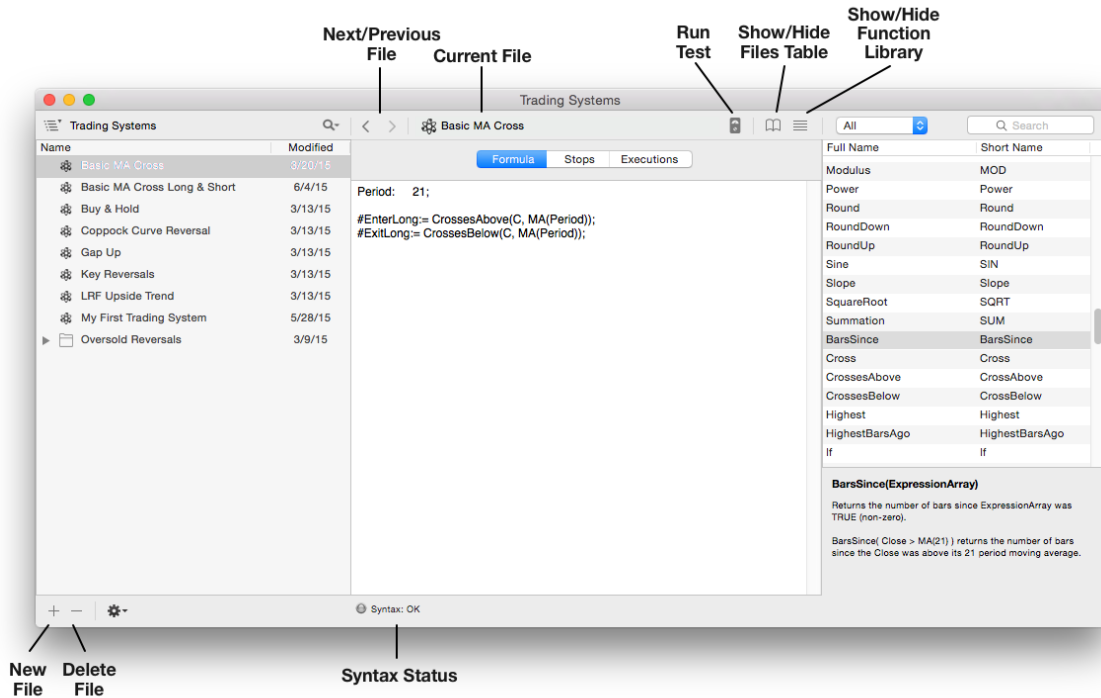 Next/Previous
File
Current File
Run
Test
Show/Hide
Files Table
Show/Hide
Function
Library
Trading Systems
Trading Systems
Basic MA Cross
All
Search
Name Modified
Basic MA Cross 3/20/15
Basic MA Cross Long & Short 6/4/15
Buy & Hold 3/13/15
Coppock Curve Reversal 3/13/15
Gap Up 3/13/15
Key Reversals 3/13/15
LRF Upside Trend 3/13/15
My First Trading System 5/28/15
Oversold Reversals 3/9/15
Formula Stops Executions
Period: 21;
#EnterLong:= CrossesAbove(C, MA(Period));
#ExitLong:= CrossesBelow(C, MA(Period));
Full Name Short Name
Modulus MOD
Power Power
Round Round
RoundDown RoundDown
RoundUp RoundUp
Sine SIN
Slope Slope
SquareRoot SQRT
Summation SUM
BarsSince BarsSince
Cross Cross
CrossesAbove CrossAbove
CrossesBelow CrossBelow
Highest Highest
HighestBarsAgo HighestBarsAgo
If If
BarsSince(ExpressionArray)
Returns the number of bars since ExpressionArray was
TRUE (non-zero).
BarsSince( Close > MA(21) ) returns the number of bars
since the Close was above its 21 period moving average.
Syntax: OK
New
File
Delete
File
Syntax Status